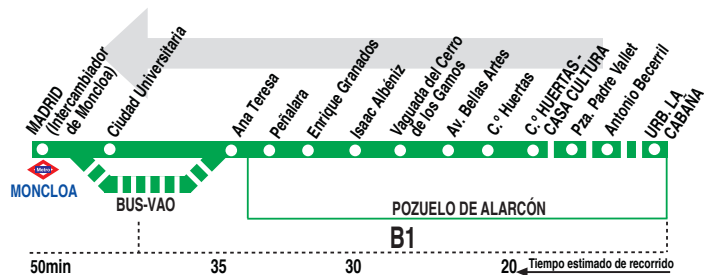 MADRID
(Intercambiador
de Moncloa)
Ciudad Universitaria
Ana Teresa
Peñalara
Enrique Granados
Isaac Albéniz
Vaguada del Cerro
de los Gamos
Av. Bellas Artes
C.º Huertas
C.º HUERTAS -
CASA CULTURA
Pza. Padre Vallet
Antonio Becerril
URB. LA
CABAÑA
Metro
MONCLOA
BUS-VAO
POZUELO DE ALARCÓN
B1
50min
35
30
20
Tiempo estimado de recorrido